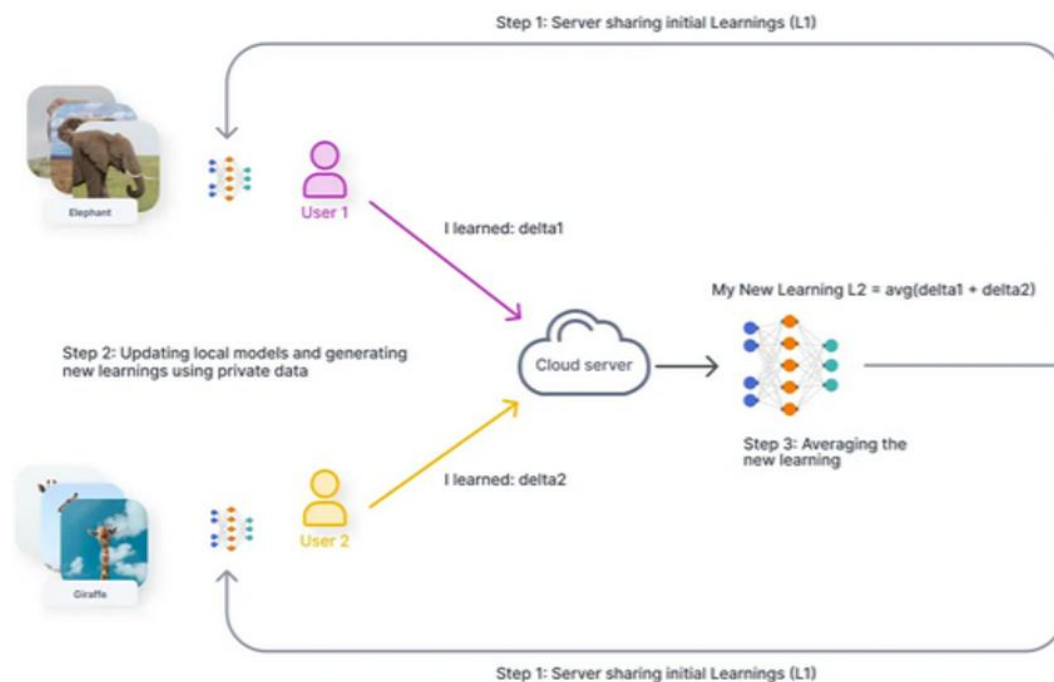 Step 1: Server sharing initial Learnings (L1)
Elephant
User 1
I learned: delta1
My New Learning L2 = avg(delta1 + delta2)
Step 2: Updating local models and generating
new learnings using private data
Cloud server
Step 3: Averaging the
new learning
I learned: delta2
User 2
Giraffe
Step 1: Server sharing initial Learnings (L1)